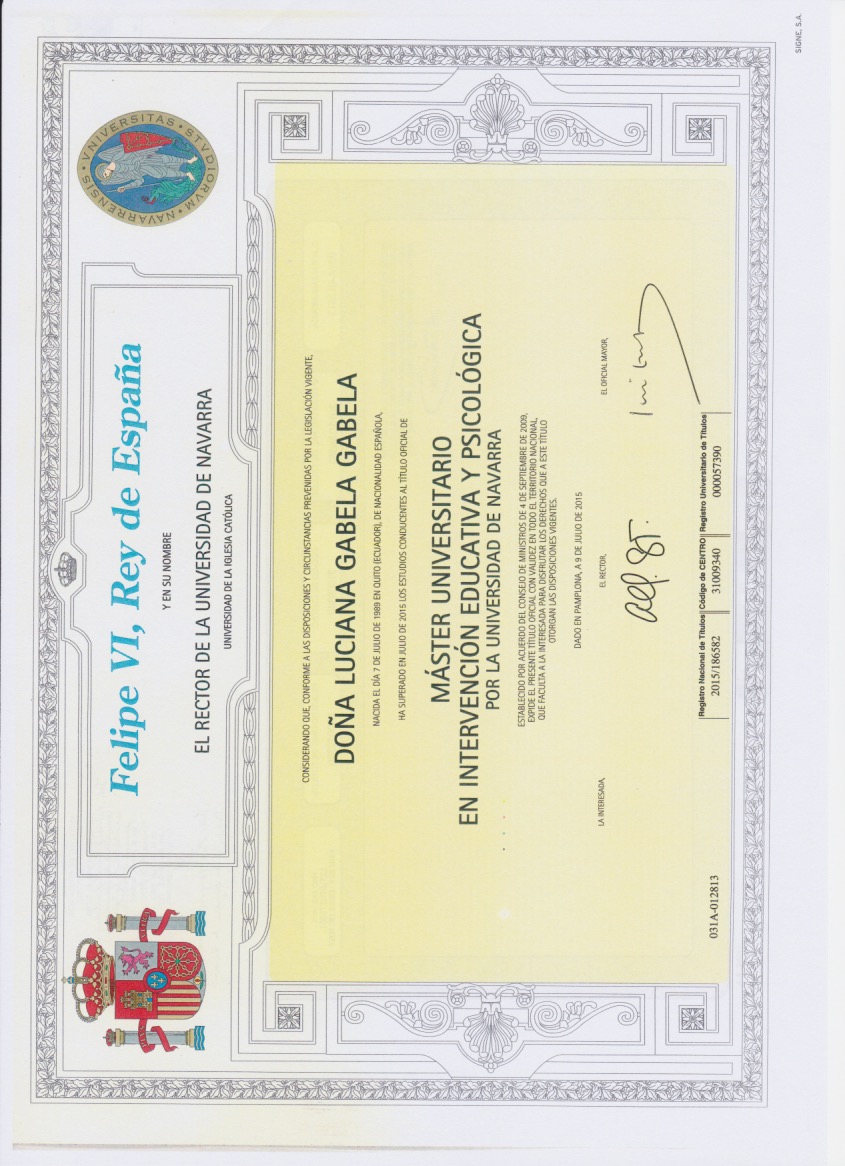 Felipe VI, Rey de España
Y EN SU NOMBRE
EL RECTOR DE LA UNIVERSIDAD DE NAVARRA
UNIVERSIDAD DE LA IGLESIA CATÓLICA
VNIVERSITAS • STVDIORVM • NAVARRENSIS
CONSIDERANDO QUE, CONFORME A LAS DISPOSICIONES Y CIRCUNSTANCIAS PREVENIDAS POR LA LEGISLACIÓN VIGENTE,
DOÑA LUCIANA GABELA GABELA
NACIDA EL DÍA 7 DE JULIO DE 1989 EN QUITO (ECUADOR), DE NACIONALIDAD ESPAÑOLA,
HA SUPERADO EN JULIO DE 2015 LOS ESTUDIOS CONDUCENTES AL TÍTULO OFICIAL DE
MÁSTER UNIVERSITARIO
EN INTERVENCIÓN EDUCATIVA Y PSICOLÓGICA
POR LA UNIVERSIDAD DE NAVARRA
ESTABLECIDO POR ACUERDO DEL CONSEJO DE MINISTROS DE 4 DE SEPTIEMBRE DE 2009,
EXPIDE EL PRESENTE TÍTULO OFICIAL CON VALIDEZ EN TODO EL TERRITORIO NACIONAL,
QUE FACULTA A LA INTERESADA PARA DISFRUTAR LOS DERECHOS QUE A ESTE TÍTULO
OTORGAN LAS DISPOSICIONES VIGENTES.
DADO EN PAMPLONA, A 9 DE JULIO DE 2015
LA INTERESADA,
EL RECTOR,
EL OFICIAL MAYOR,
Registro Nacional de Títulos Código de CENTRO Registro Universitario de Títulos
031A-012813 2015/186582 31009340 000057390
SIGNE, S.A.